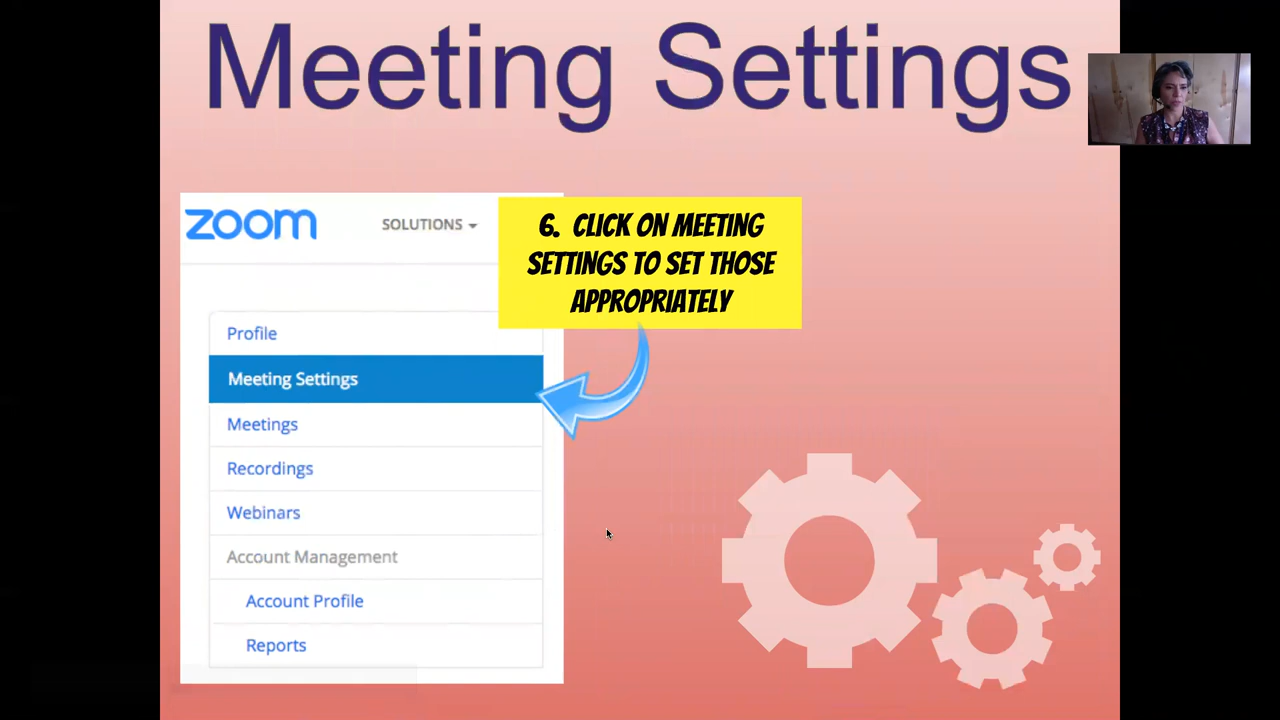 Meeting Settings
zoom
SOLUTIONS
6. CLICK ON MEETING
SETTINGS TO SET THOSE
APPROPRIATELY
Profile
Meeting Settings
Meetings
Recordings
Webinars
Account Management
Account Profile
Reports